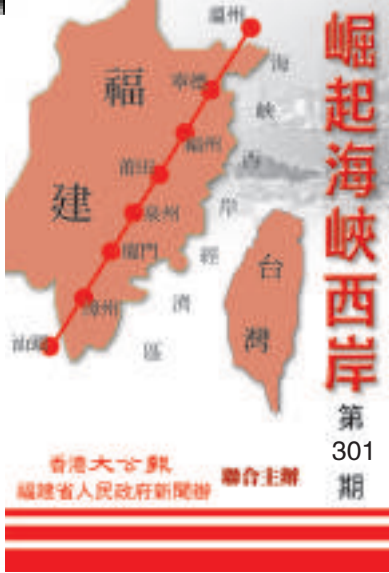 崛起海峽西岸
第
301
期
福建
台灣
海峽西岸經濟區
溫州
寧德
福州
莆田
泉州
廈門
漳州
汕頭
香港大公報
福建省人民政府新聞辦
聯合主辦